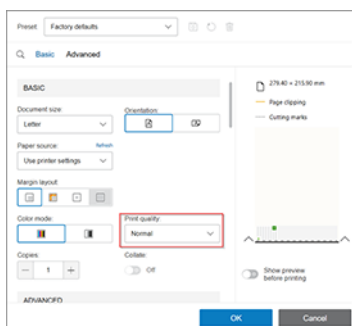 Preset Factory defaults
Basic Advanced
BASIC
Document size: Orientation:
Letter
Paper source: Refresh
Use printer settings
Margin layout:
Color mode: Print quality:
Normal
Copies: Collate:
1 Off
ADVANCED
279.40 × 215.90 mm
Page clipping
Cutting marks
Show preview
before printing
OK Cancel